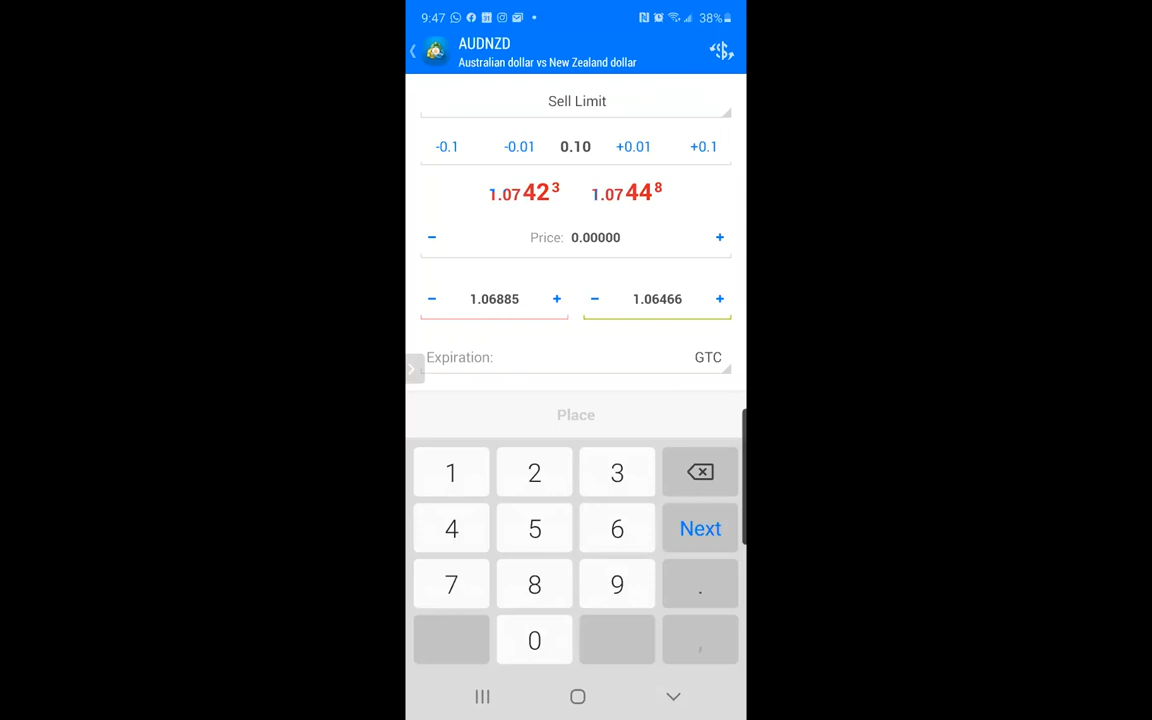 9:47 38%
AUDNZD
Australian dollar vs New Zealand dollar
Sell Limit
-0.1 -0.01 0.10 +0.01 +0.1
1.07423 1.07448
- Price: 0.00000 +
- 1.06885 + - 1.06466 +
Expiration: GTC
Place
1 2 3
4 5 6 Next
7 8 9 .
0 ,